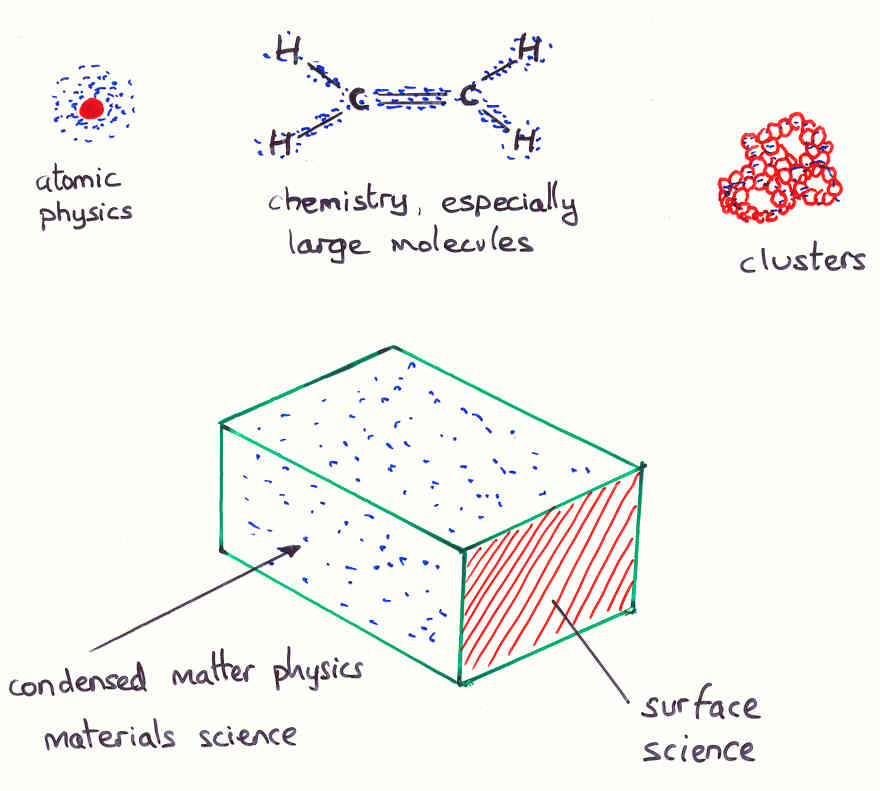 H
H
C
C
H
H
atomic
physics
chemistry, especially
large molecules
clusters
condensed matter physics
materials science
surface
science